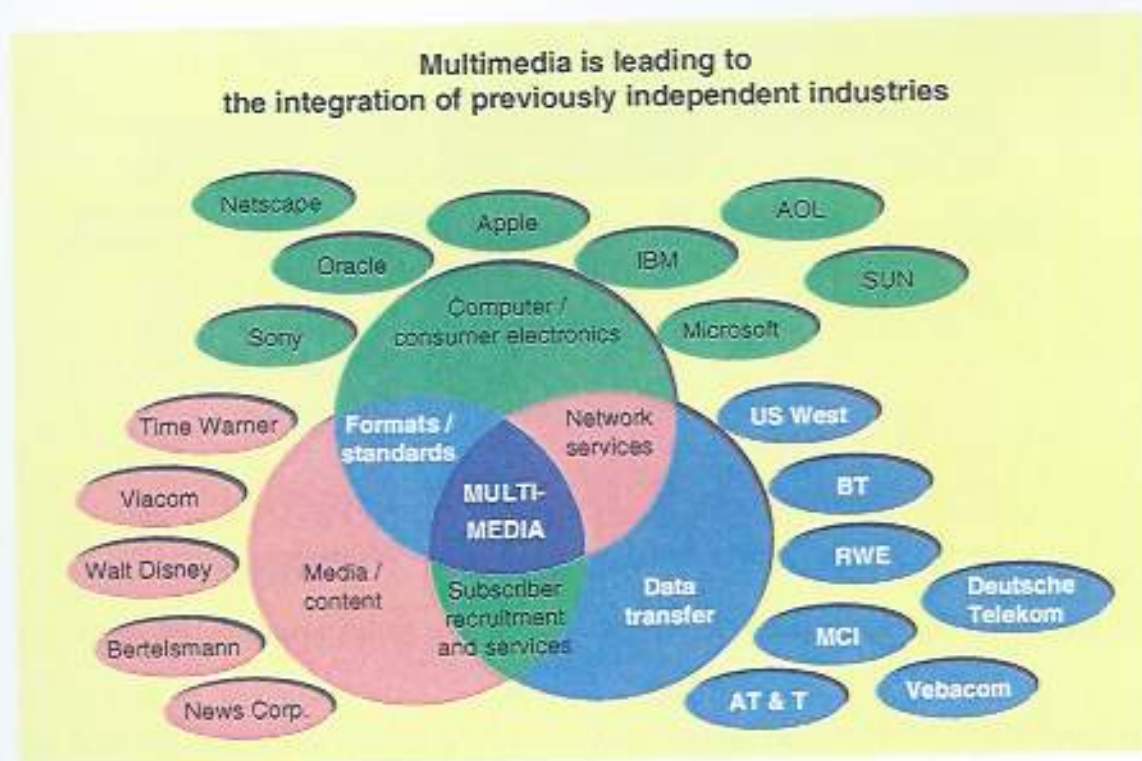 Multimedia is leading to
the integration of previously independent industries
Netscape
Apple
AOL
Oracle
IBM
SUN
Sony
Computer /
consumer electronics
Microsoft
Time Warner
Formats /
standards
Network
services
US West
Viacom
MULTI-
MEDIA
BT
Walt Disney
Media /
content
Subscriber
recruitment
and services
Data
transfer
RWE
Deutsche
Telekom
Bertelsmann
MCI
News Corp.
AT & T
Vebacom